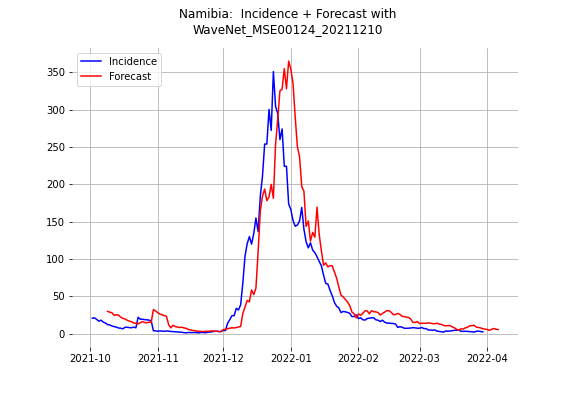 Namibia:  Incidence + Forecast with
WaveNet_MSE00124_20211210
Incidence
Forecast
350
300
250
200
150
100
50
0
2021-10 2021-11 2021-12 2022-01 2022-02 2022-03 2022-04